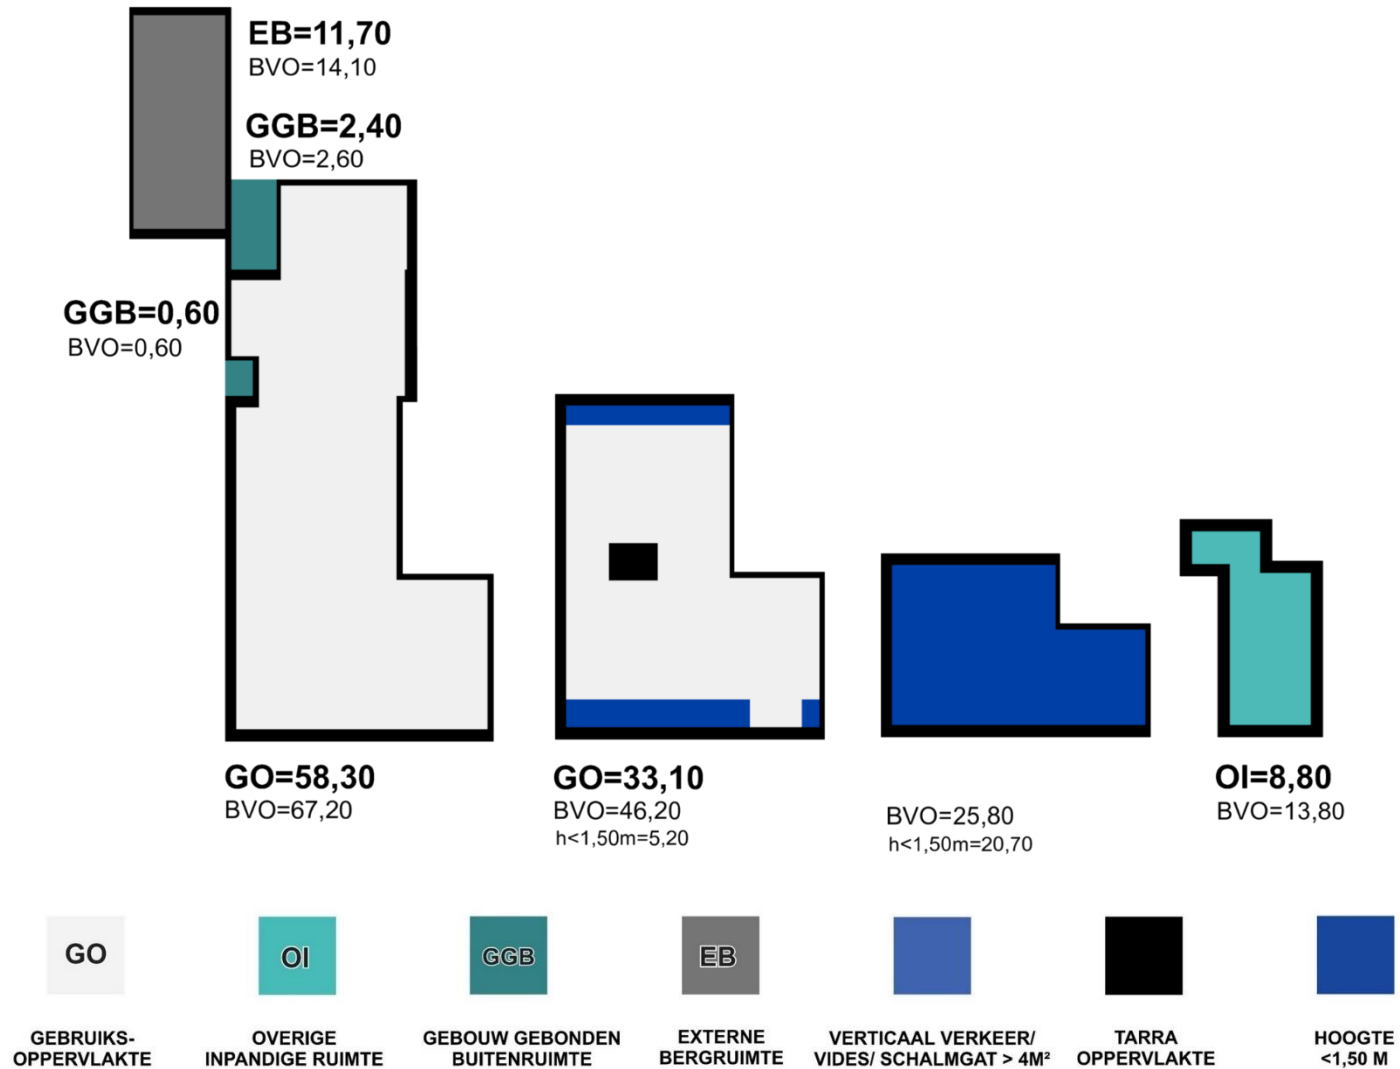 EB=11,70
BVO=14,10
GGB=2,40
BVO=2,60
GGB=0,60
BVO=0,60
GO=58,30
BVO=67,20
GO=33,10
BVO=46,20
h<1,50m=5,20
BVO=25,80
h<1,50m=20,70
OI=8,80
BVO=13,80
GO
OI
GGB
EB
GEBRUIKS-
OPPERVLAKTE
OVERIGE
INPANDIGE RUIMTE
GEBOUW GEBONDEN
BUITENRUIMTE
EXTERNE
BERGRUIMTE
VERTICAAL VERKEER/
VIDES/ SCHALMGAT > 4M²
TARRA
OPPERVLAKTE
HOOGTE
<1,50 M